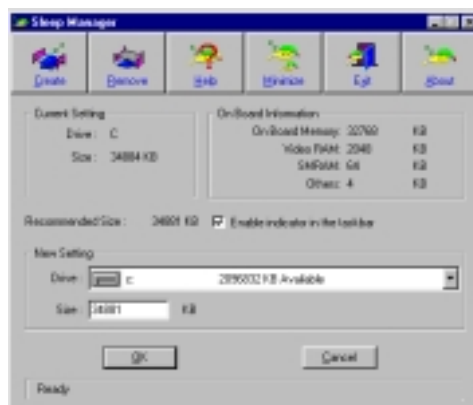 Sleep Manager
Create Remove Help Minimize Exit About
Current Setting
Drive : C
Size : 34884 KB
On Board Information
On Board Memory: 32768 KB
Video RAM: 2048 KB
SMRAM: 64 KB
Others: 4 KB
Recommended Size : 34881 KB Enable indicator in the taskbar
New Setting
Drive : c: 2096032 KB Available
Size : 34881 KB
OK Cancel
Ready